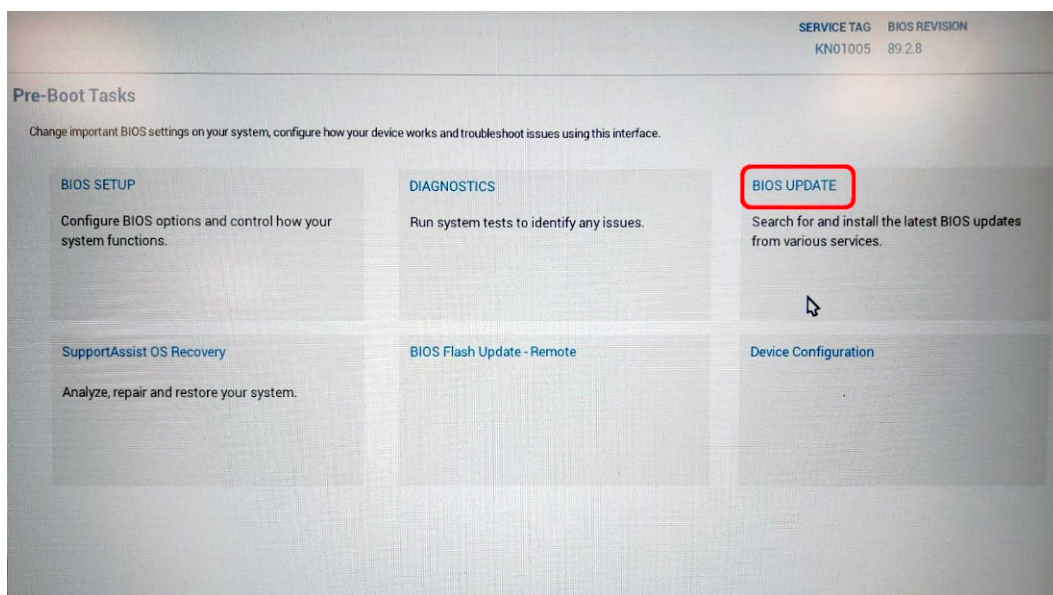 SERVICE TAG BIOS REVISION
KN01005 89.2.8
Pre-Boot Tasks
Change important BIOS settings on your system, configure how your device works and troubleshoot issues using this interface.
BIOS SETUP
Configure BIOS options and control how your
system functions.
DIAGNOSTICS
Run system tests to identify any issues.
BIOS UPDATE
Search for and install the latest BIOS updates
from various services.
SupportAssist OS Recovery
Analyze, repair and restore your system.
BIOS Flash Update - Remote
Device Configuration